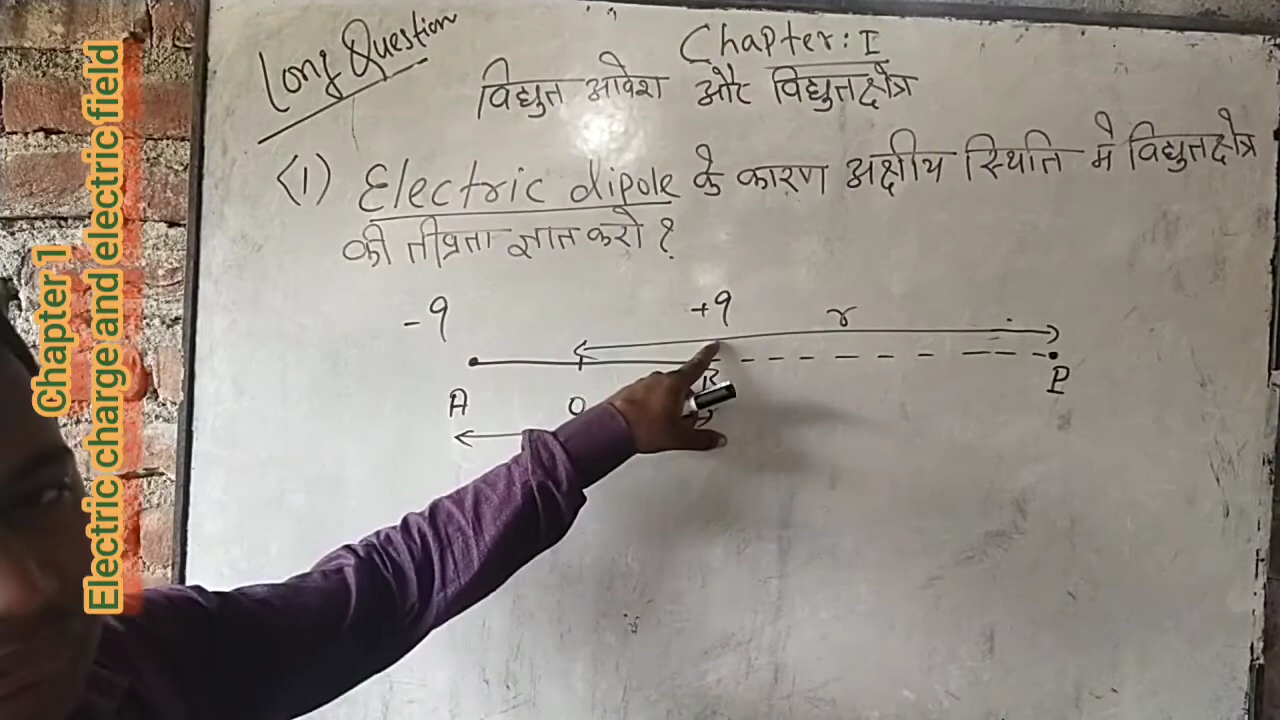 Long Question
Chapter: I
विद्युत आवेश और विद्युतक्षेत्र
(1) Electric dipole के कारण अक्षीय स्थिति मे विद्युतक्षेत्र
की तीव्रता ज्ञात करो ?
-q +q r
A O B P
Chapter 1
Electric charge and electric field